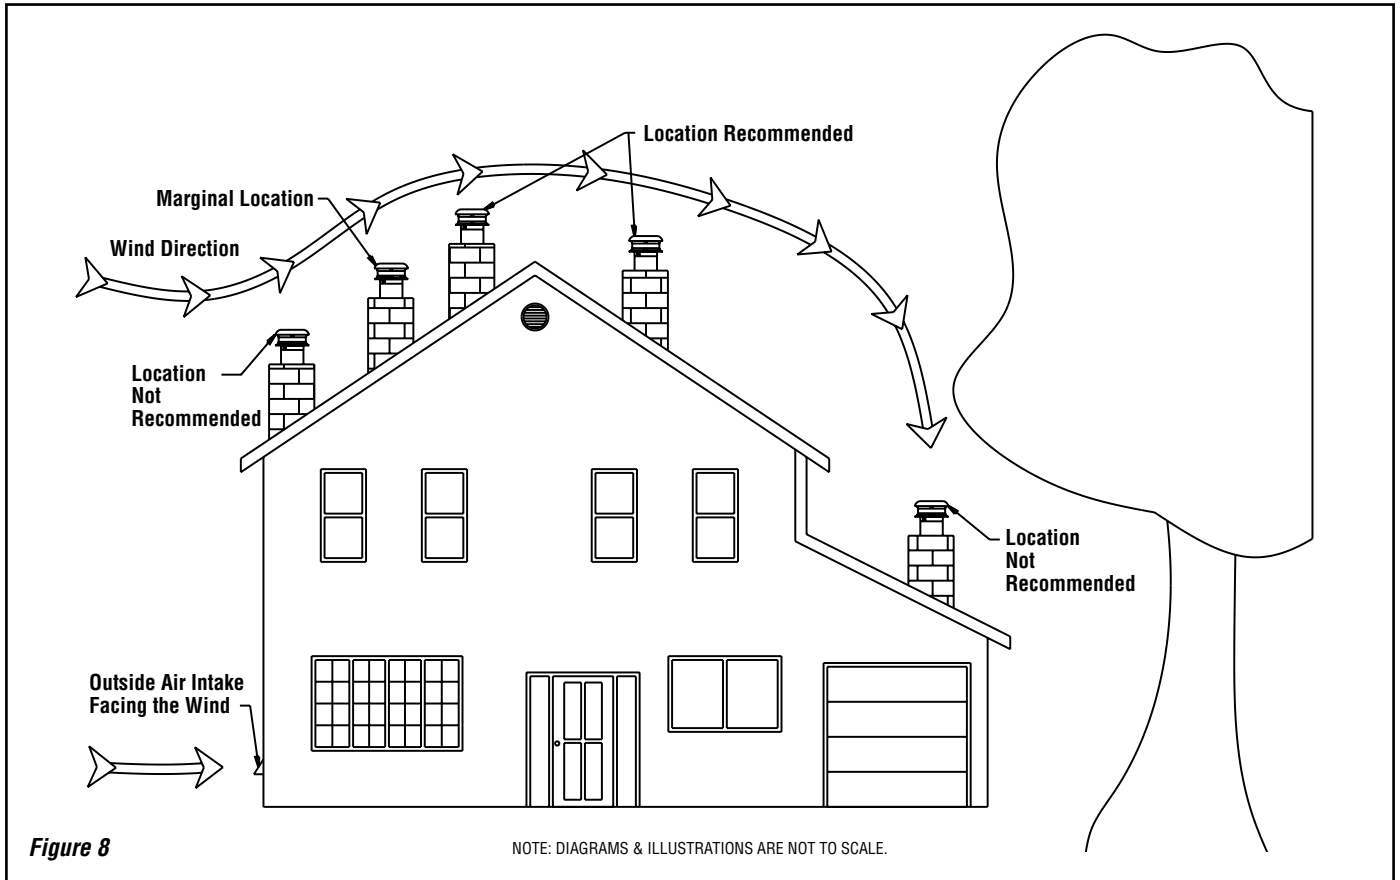 Location Recommended
Marginal Location
Wind Direction
Location
Not
Recommended
Location
Not
Recommended
Outside Air Intake
Facing the Wind
Figure 8
NOTE: DIAGRAMS & ILLUSTRATIONS ARE NOT TO SCALE.